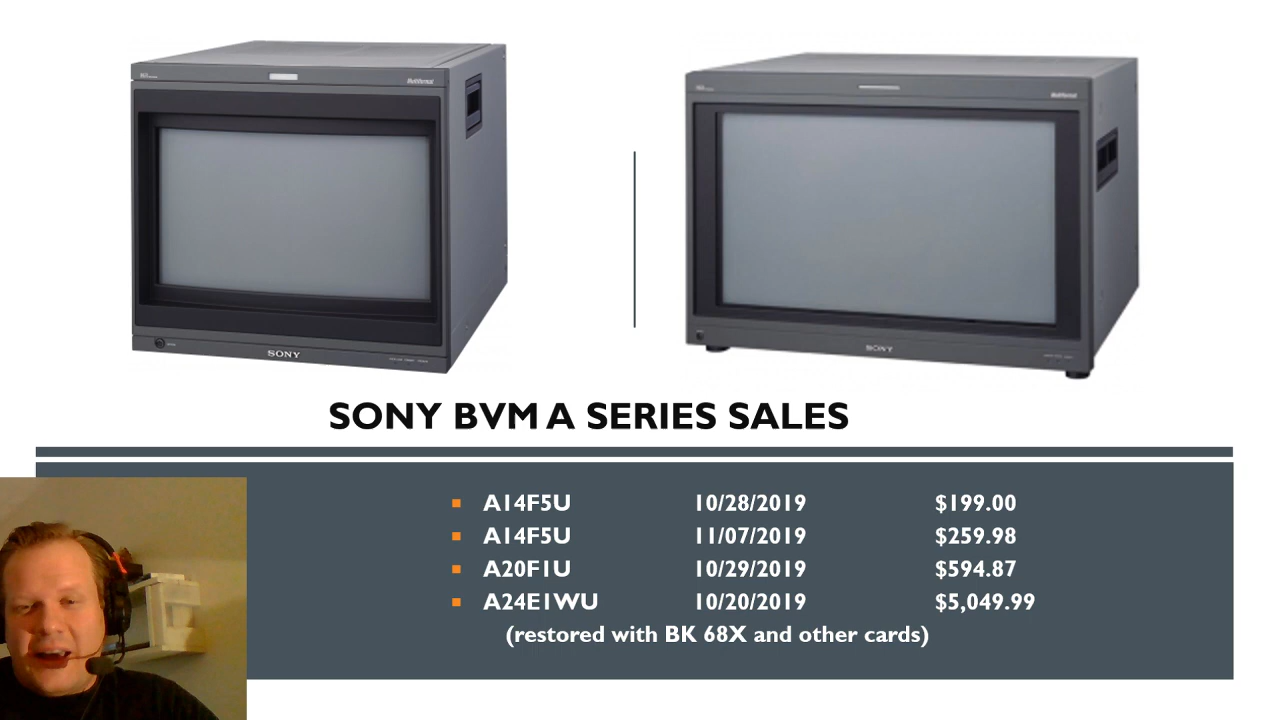 SONY
SONY
SONY BVM A SERIES SALES
A14F5U 10/28/2019 $199.00
A14F5U 11/07/2019 $259.98
A20F1U 10/29/2019 $594.87
A24E1WU 10/20/2019 $5,049.99
(restored with BK 68X and other cards)